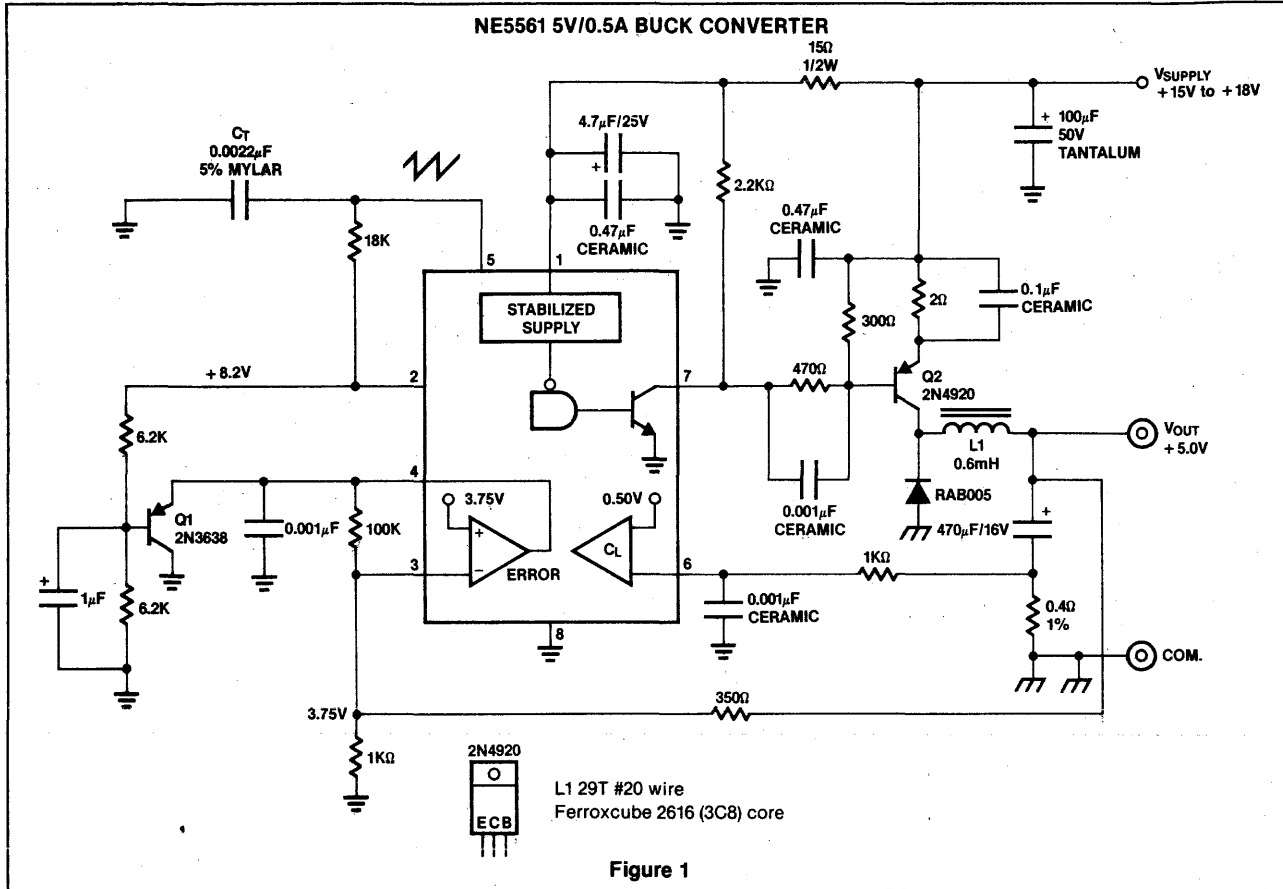 NE5561 5V/0.5A BUCK CONVERTER
15Ω
1/2W
VSUPPLY
+15V to +18V
4.7μF/25V
+
+
100μF
50V
TANTALUM
CT
0.0022μF
5% MYLAR
2.2KΩ
0.47μF
CERAMIC
0.47μF
CERAMIC
18K
5
1
2Ω
0.1μF
CERAMIC
STABILIZED
SUPPLY
300Ω
+8.2V
2
7
470Ω
Q2
2N4920
VOUT
+5.0V
6.2K
L1
0.6mH
4
3.75V
0.50V
0.001μF
CERAMIC
RAB005
+
470μF/16V
Q1
2N3638
0.001μF
100K
+
−
CL
1KΩ
3
ERROR
6
+
1μF
6.2K
0.001μF
CERAMIC
0.4Ω
1%
8
COM.
3.75V
350Ω
1KΩ
2N4920
L1 29T #20 wire
Ferroxcube 2616 (3C8) core
ECB
Figure 1